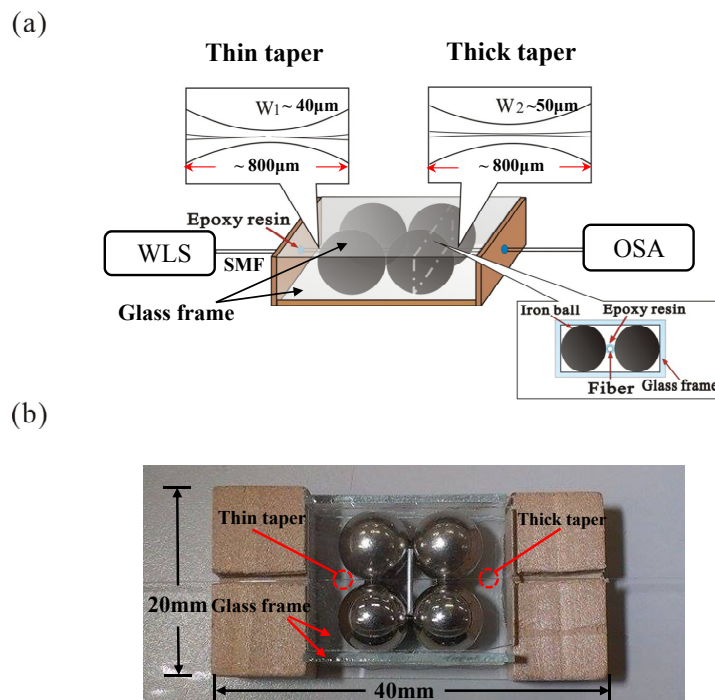 (a)
Thin taper
Thick taper
W1~ 40μm
W2~50μm
~ 800μm
~ 800μm
Epoxy resin
WLS
SMF
OSA
Glass frame
Iron ball
Epoxy resin
Fiber
Glass frame
(b)
Thin taper
Thick taper
20mm
Glass frame
40mm